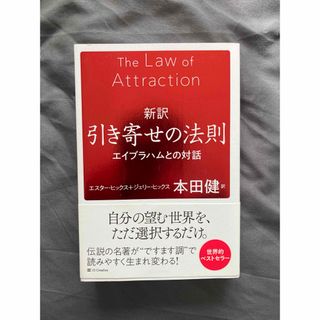 The Law of
Attraction
新訳
引き寄せの法則
エイブラハムとの対話
エスター・ヒックス+ジェリー・ヒックス 本田健 訳
自分の望む世界を、
ただ選択するだけ。
伝説の名著が"ですます調"で
読みやすく生まれ変わる!
世界的
ベストセラー
SB Creative